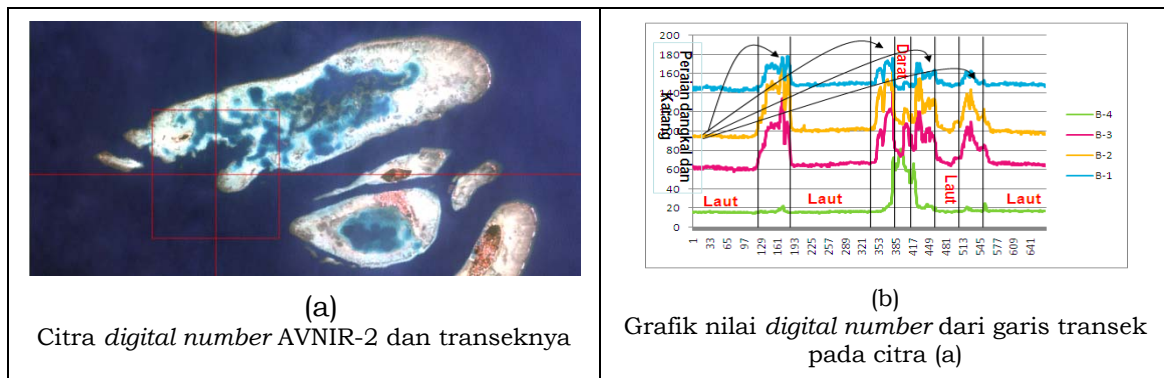 (a)
Citra digital number AVNIR-2 dan transeknya
200
180
160
140
120
100
80
60
40
20
0
Perairan dangkal dan
Karang
Darat
Laut
Laut
Laut
Laut
1
33
65
97
129
161
193
225
257
289
321
353
385
417
449
481
513
545
577
609
641
B-4
B-3
B-2
B-1
(b)
Grafik nilai digital number dari garis transek
pada citra (a)